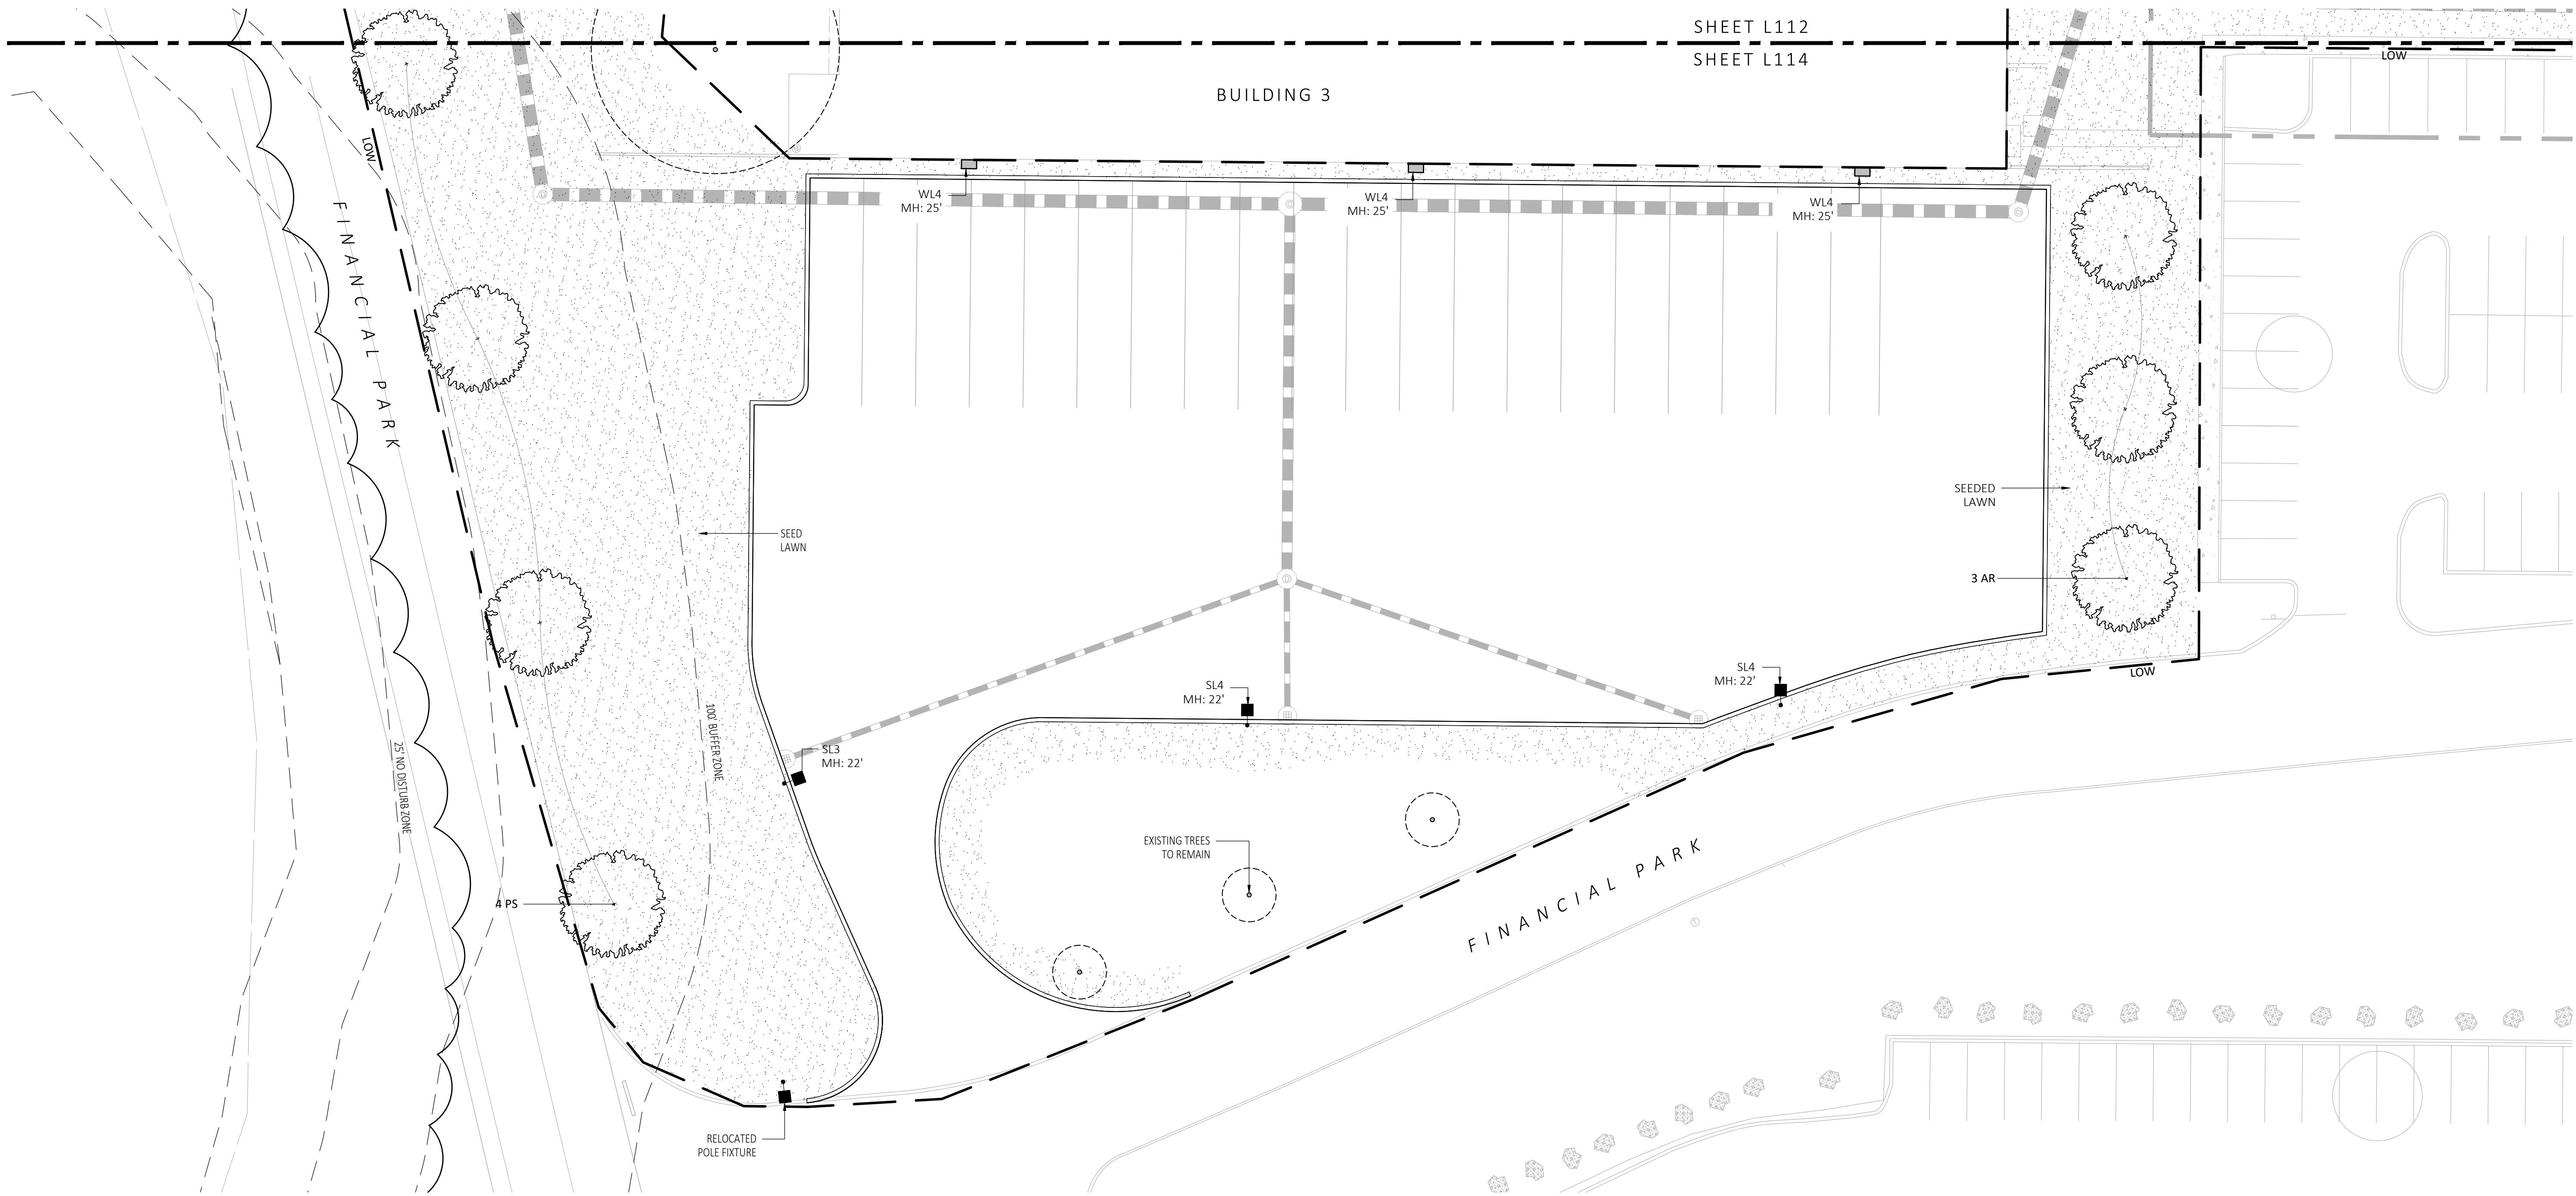 SHEET L112
SHEET L114
LOW
BUILDING 3
LOW
WL4
MH: 25'
WL4
MH: 25'
WL4
MH: 25'
FINANCIAL PARK
SEEDED
LAWN
SEED
LAWN
3 AR
SL4
MH: 22'
LOW
SL4
MH: 22'
100' BUFFER ZONE
25' NO DISTURB ZONE
SL3
MH: 22'
EXISTING TREES
TO REMAIN
FINANCIAL PARK
4 PS
RELOCATED
POLE FIXTURE